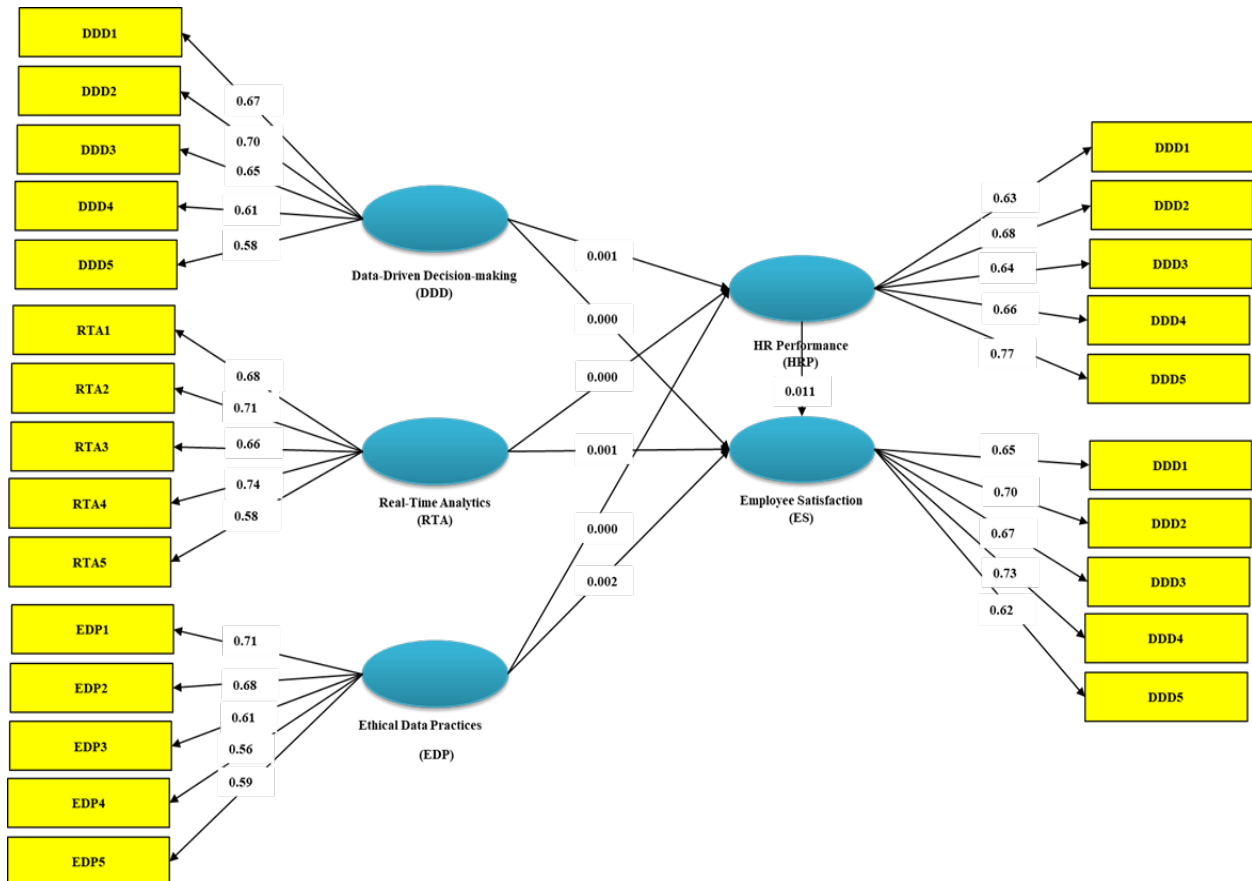 DDD1
DDD2
DDD3
DDD4
DDD5
0.67
0.70
0.65
0.61
0.58
Data-Driven Decision-making
(DDD)
RTA1
RTA2
RTA3
RTA4
RTA5
0.68
0.71
0.66
0.74
0.58
Real-Time Analytics
(RTA)
EDP1
EDP2
EDP3
EDP4
EDP5
0.71
0.68
0.61
0.56
0.59
Ethical Data Practices
(EDP)
0.001
0.000
0.000
0.001
0.000
0.002
HR Performance
(HRP)
0.011
Employee Satisfaction
(ES)
0.63
0.68
0.64
0.66
0.77
DDD1
DDD2
DDD3
DDD4
DDD5
0.65
0.70
0.67
0.73
0.62
DDD1
DDD2
DDD3
DDD4
DDD5